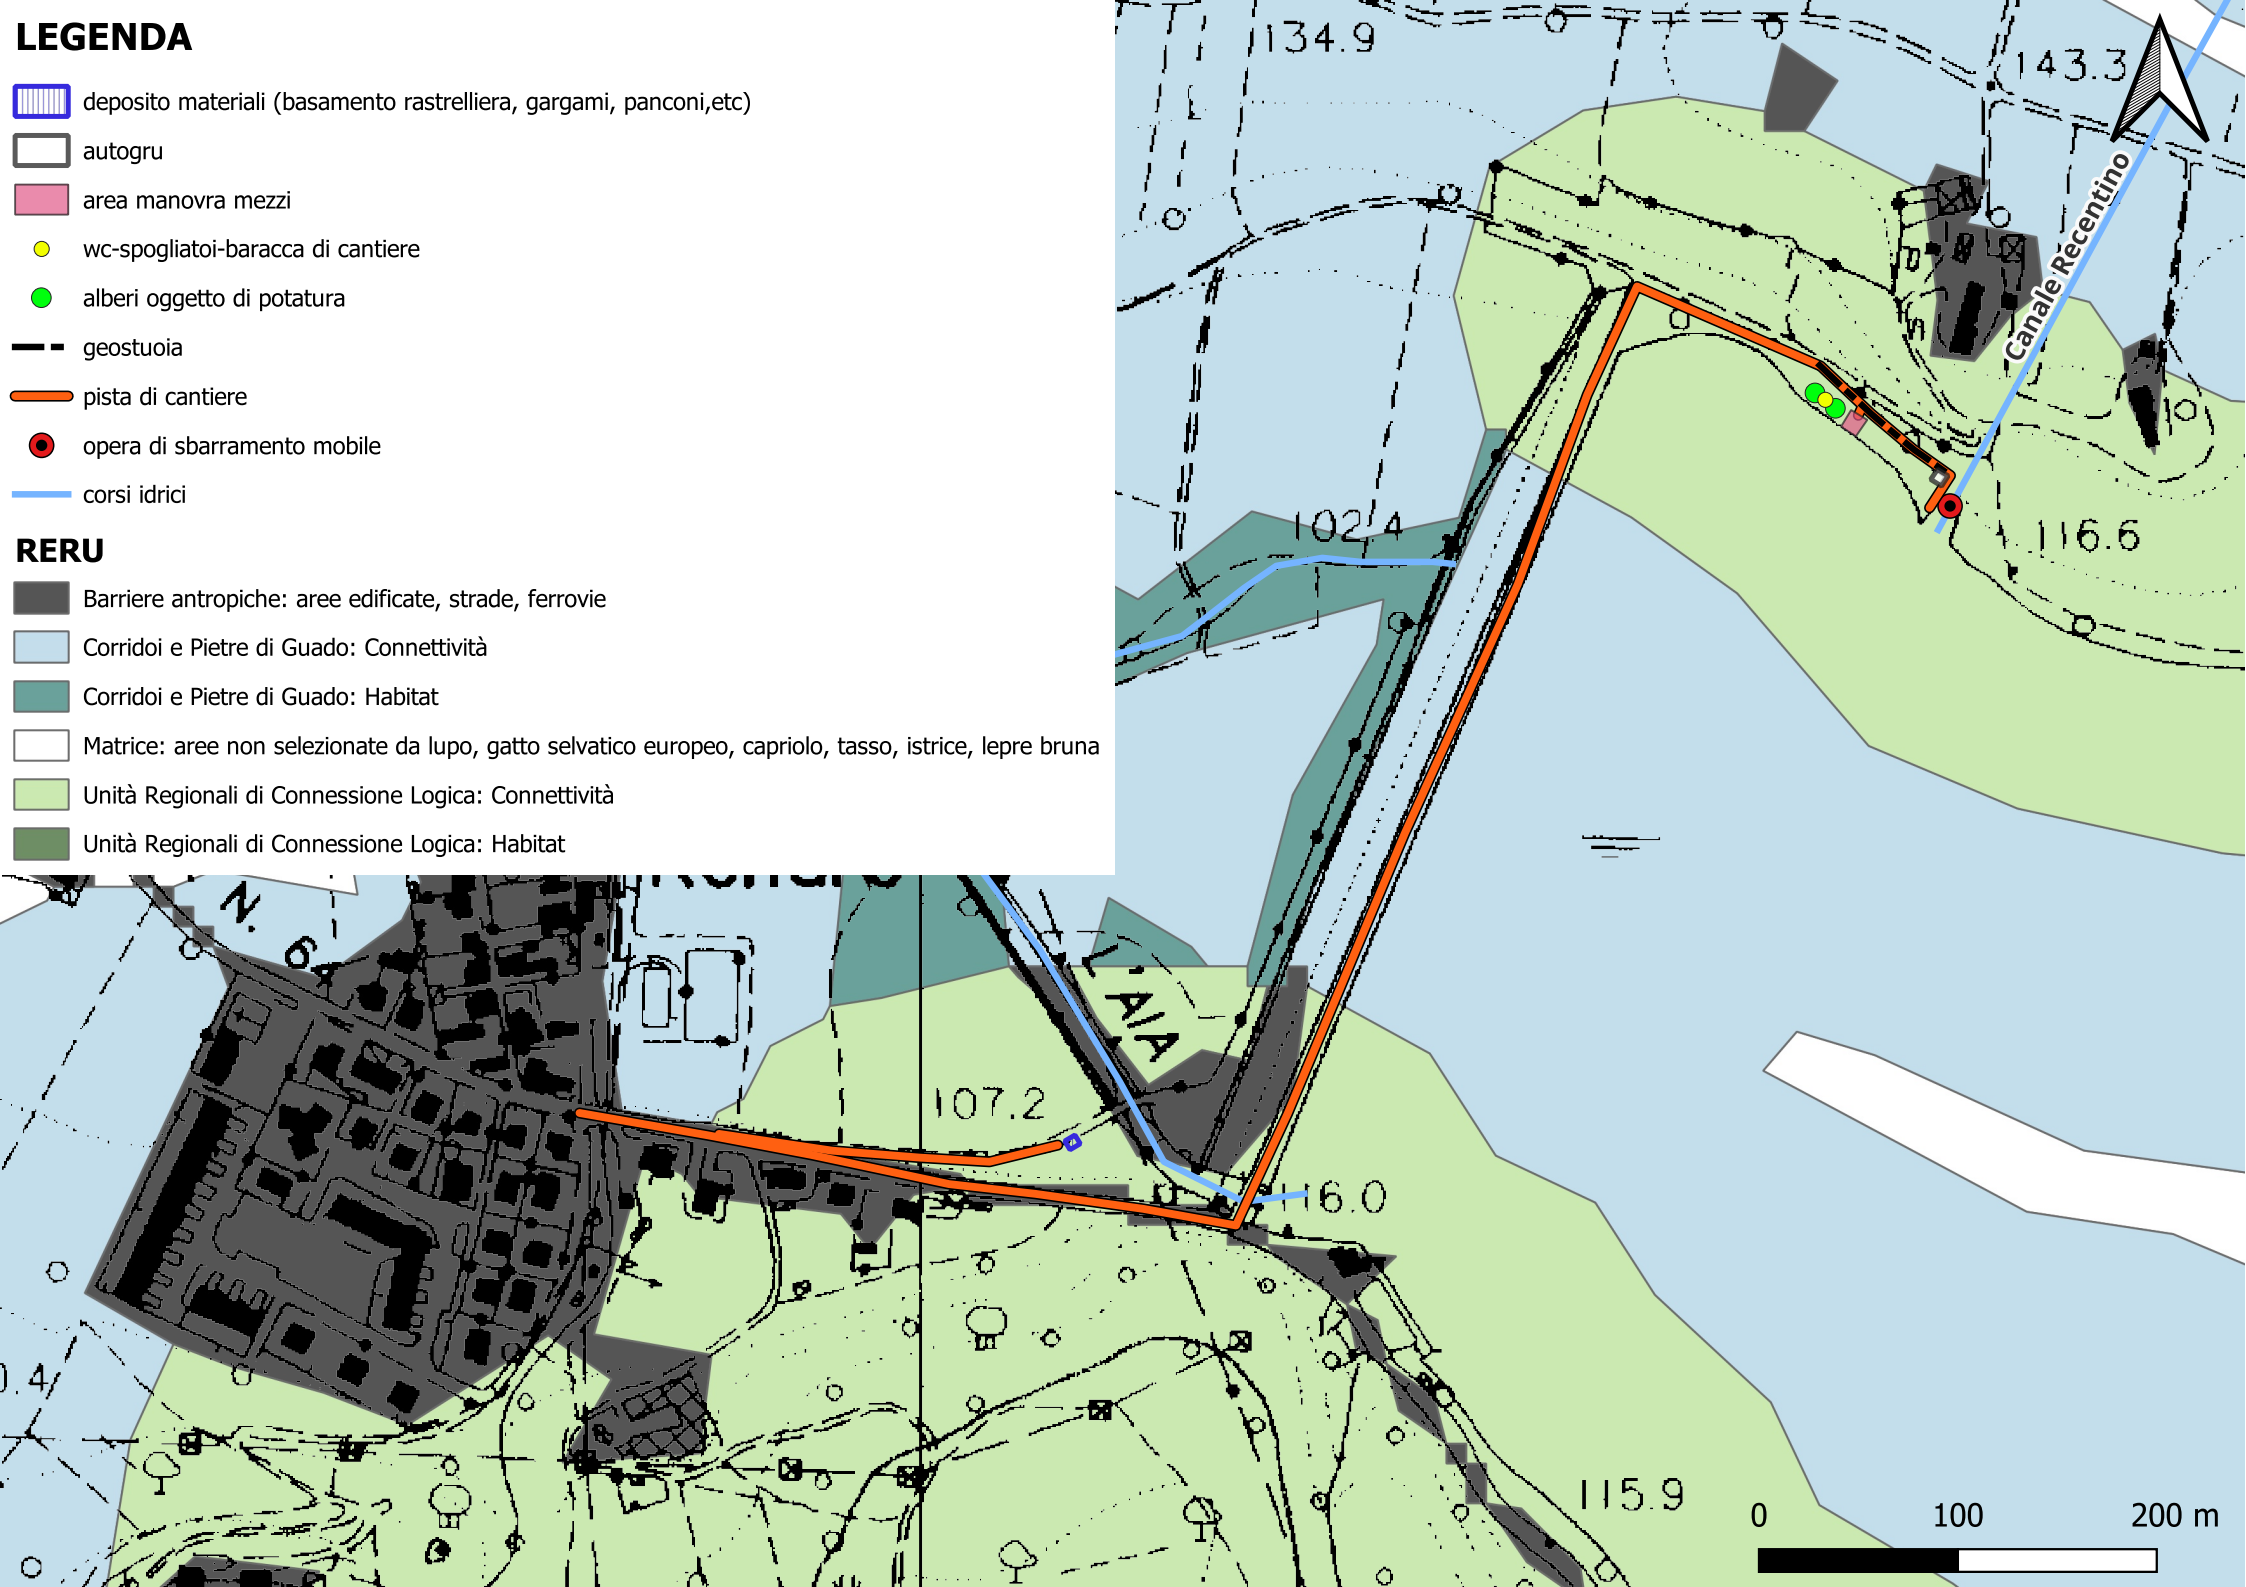 LEGENDA
deposito materiali (basamento rastrelliera, gargami, panconi,etc)
autogru
area manovra mezzi
wc-spogliatoi-baracca di cantiere
alberi oggetto di potatura
geostuoia
pista di cantiere
opera di sbarramento mobile
corsi idrici
RERU
Barriere antropiche: aree edificate, strade, ferrovie
Corridoi e Pietre di Guado: Connettività
Corridoi e Pietre di Guado: Habitat
Matrice: aree non selezionate da lupo, gatto selvatico europeo, capriolo, tasso, istrice, lepre bruna
Unità Regionali di Connessione Logica: Connettività
Unità Regionali di Connessione Logica: Habitat
134.9
143.3
Canale Recentino
102.4
116.6
N. 6A
L'AIA
107.2
116.0
115.9
0 100 200 m